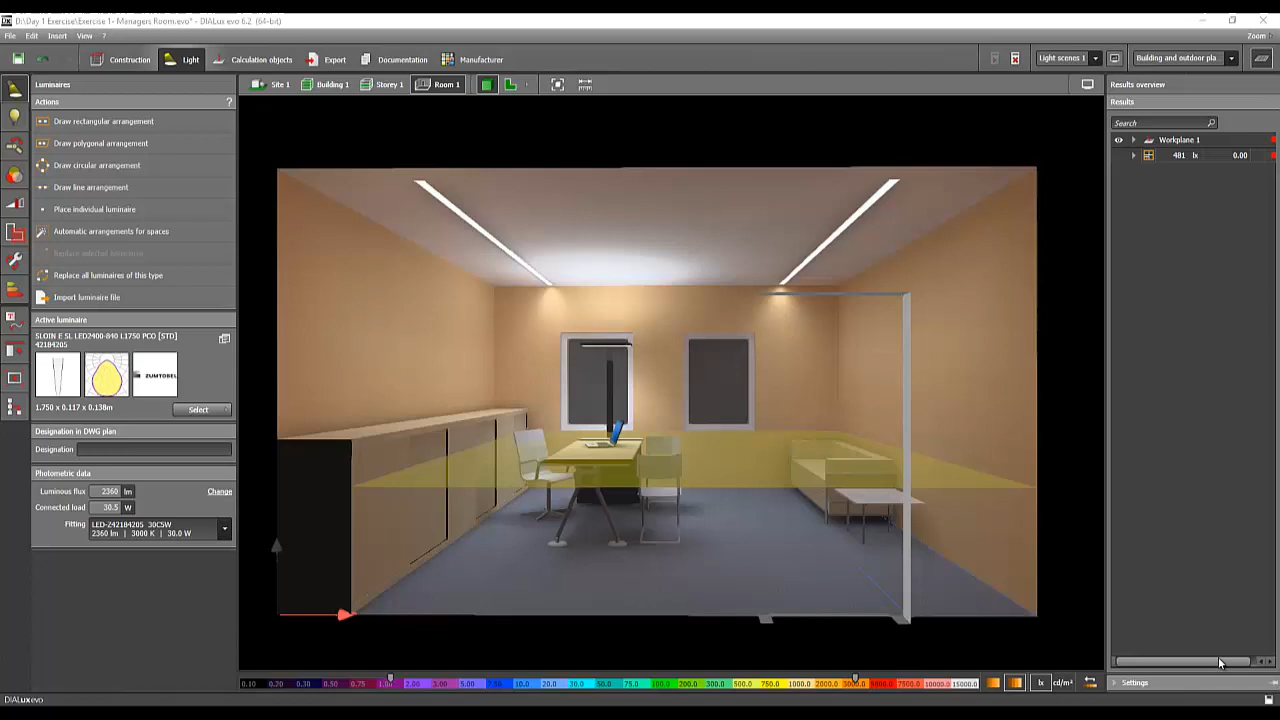 D:\Day 1 Exercise\Exercise 1- Managers Room.evo* - DIALux evo 6.2 (64-bit)
File Edit Insert View ? Zoom
Construction Light Calculation objects Export Documentation Manufacturer Light scenes 1 Building and outdoor pla...
Luminaires
Site 1 Building 1 Storey 1 Room 1
Results overview
Actions ?
Results
Draw rectangular arrangement
Search
Draw polygonal arrangement
Workplane 1
481 lx 0.00
Draw circular arrangement
Draw line arrangement
Place individual luminaire
Automatic arrangements for spaces
Replace selected luminaires
Replace all luminaires of this type
Import luminaire file
Active luminaire
SLOIN E SL LED2400-840 L1750 PCO [STD]
42184205
ZUMTOBEL
1.750 x 0.117 x 0.138m
Select
Designation in DWG plan
Designation
Photometric data
Luminous flux 2360 lm Change
Connected load 30.5 W
Fitting LED-Z42184205 30C5W
2360 lm | 3000 K | 30.0 W
0.10 0.20 0.30 0.50 0.75 1.00 2.00 3.00 5.00 7.50 10.0 20.0 30.0 50.0 75.0 100.0 200.0 300.0 500.0 750.0 1000.0 2000.0 3000.0 5000.0 7500.0 10000.0 15000.0 lx cd/m²
Settings
DIALux evo